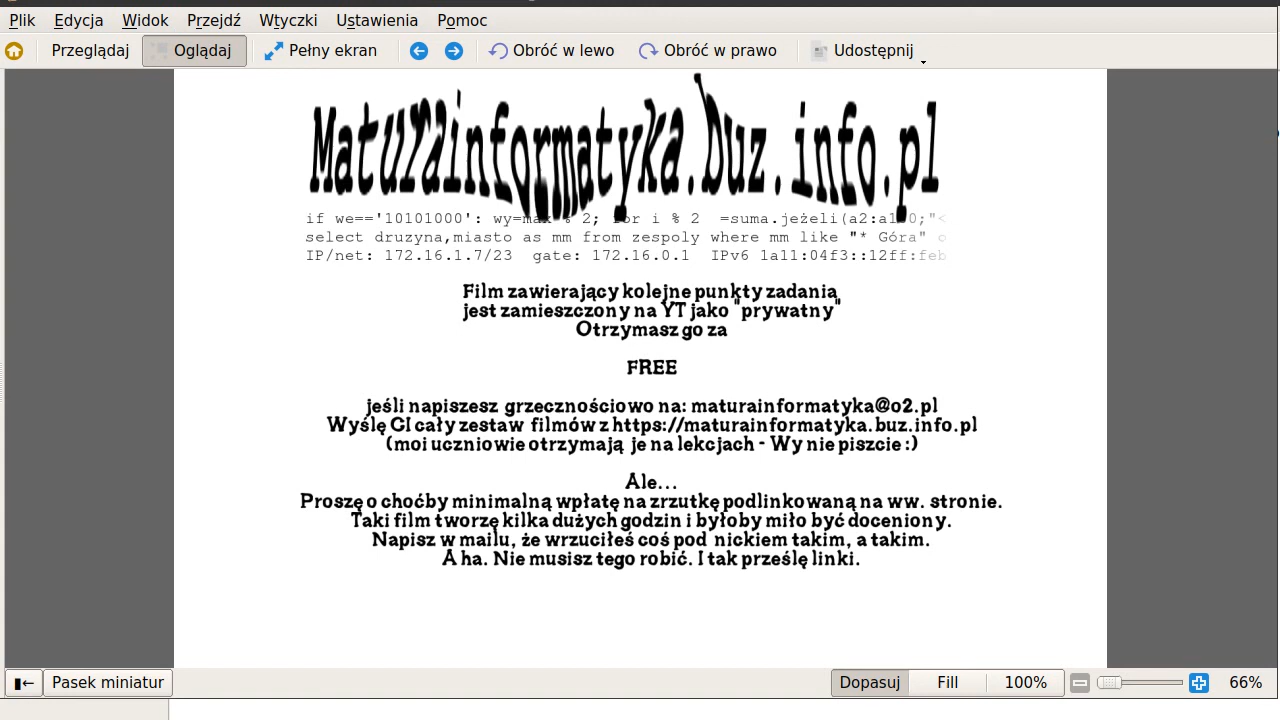 Plik Edycja Widok Przejdź Wtyczki Ustawienia Pomoc
Przeglądaj Oglądaj Pełny ekran Obróć w lewo Obróć w prawo Udostępnij
Maturainformatyka.buz.info.pl
if we=='10101000': wy=max % 2; for i % 2 =suma.jeżeli(a2:a100;"<
select druzyna,miasto as mm from zespoly where mm like "* Góra" o
IP/net: 172.16.1.7/23 gate: 172.16.0.1 IPv6 1a11:04f3::12ff:feb
Film zawierający kolejne punkty zadania
jest zamieszczony na YT jako "prywatny"
Otrzymasz go za
FREE
jeśli napiszesz grzecznościowo na: maturainformatyka@o2.pl
Wyślę CI cały zestaw filmów z https://maturainformatyka.buz.info.pl
(moi uczniowie otrzymają je na lekcjach - Wy nie piszcie :)
Ale...
Proszę o choćby minimalną wpłatę na zrzutkę podlinkowaną na ww. stronie.
Taki film tworzę kilka dużych godzin i byłoby miło być doceniony.
Napisz w mailu, że wrzuciłeś coś pod nickiem takim, a takim.
A ha. Nie musisz tego robić. I tak prześlę linki.
Pasek miniatur Dopasuj Fill 100% 66%